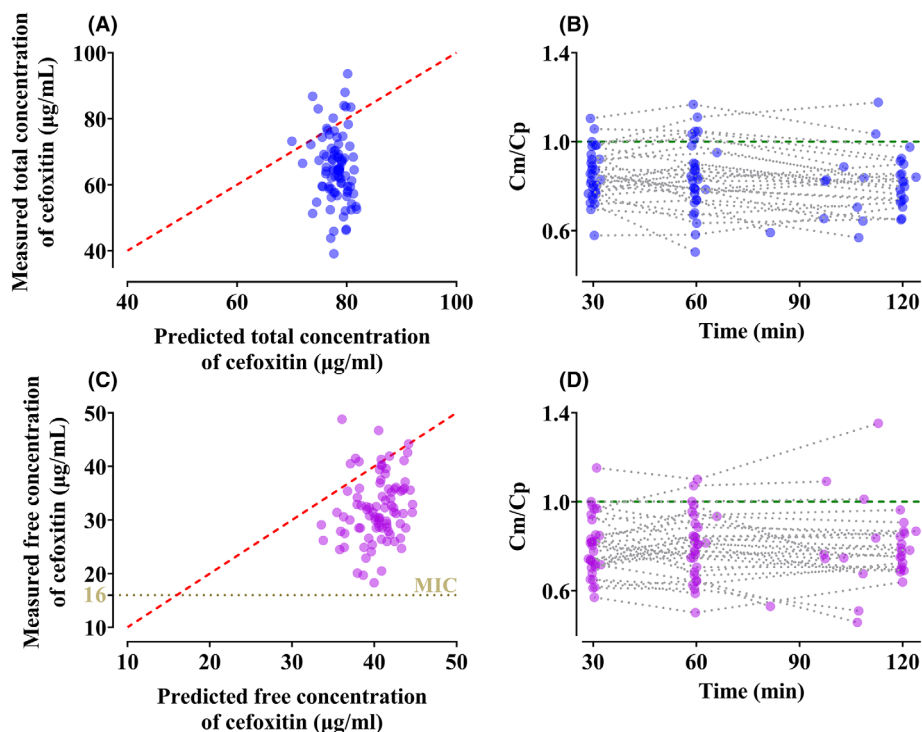 (A)
Measured total concentration
of cefoxitin (µg/mL)
100
80
60
40
40 60 80 100
Predicted total concentration
of cefoxitin (µg/ml)
(B)
Cm/Cp
1.4
1.0
0.6
30 60 90 120
Time (min)
(C)
Measured free concentration
of cefoxitin (µg/mL)
50
40
30
20
16
10
MIC
10 20 30 40 50
Predicted free concentration
of cefoxitin (µg/ml)
(D)
Cm/Cp
1.4
1.0
0.6
30 60 90 120
Time (min)